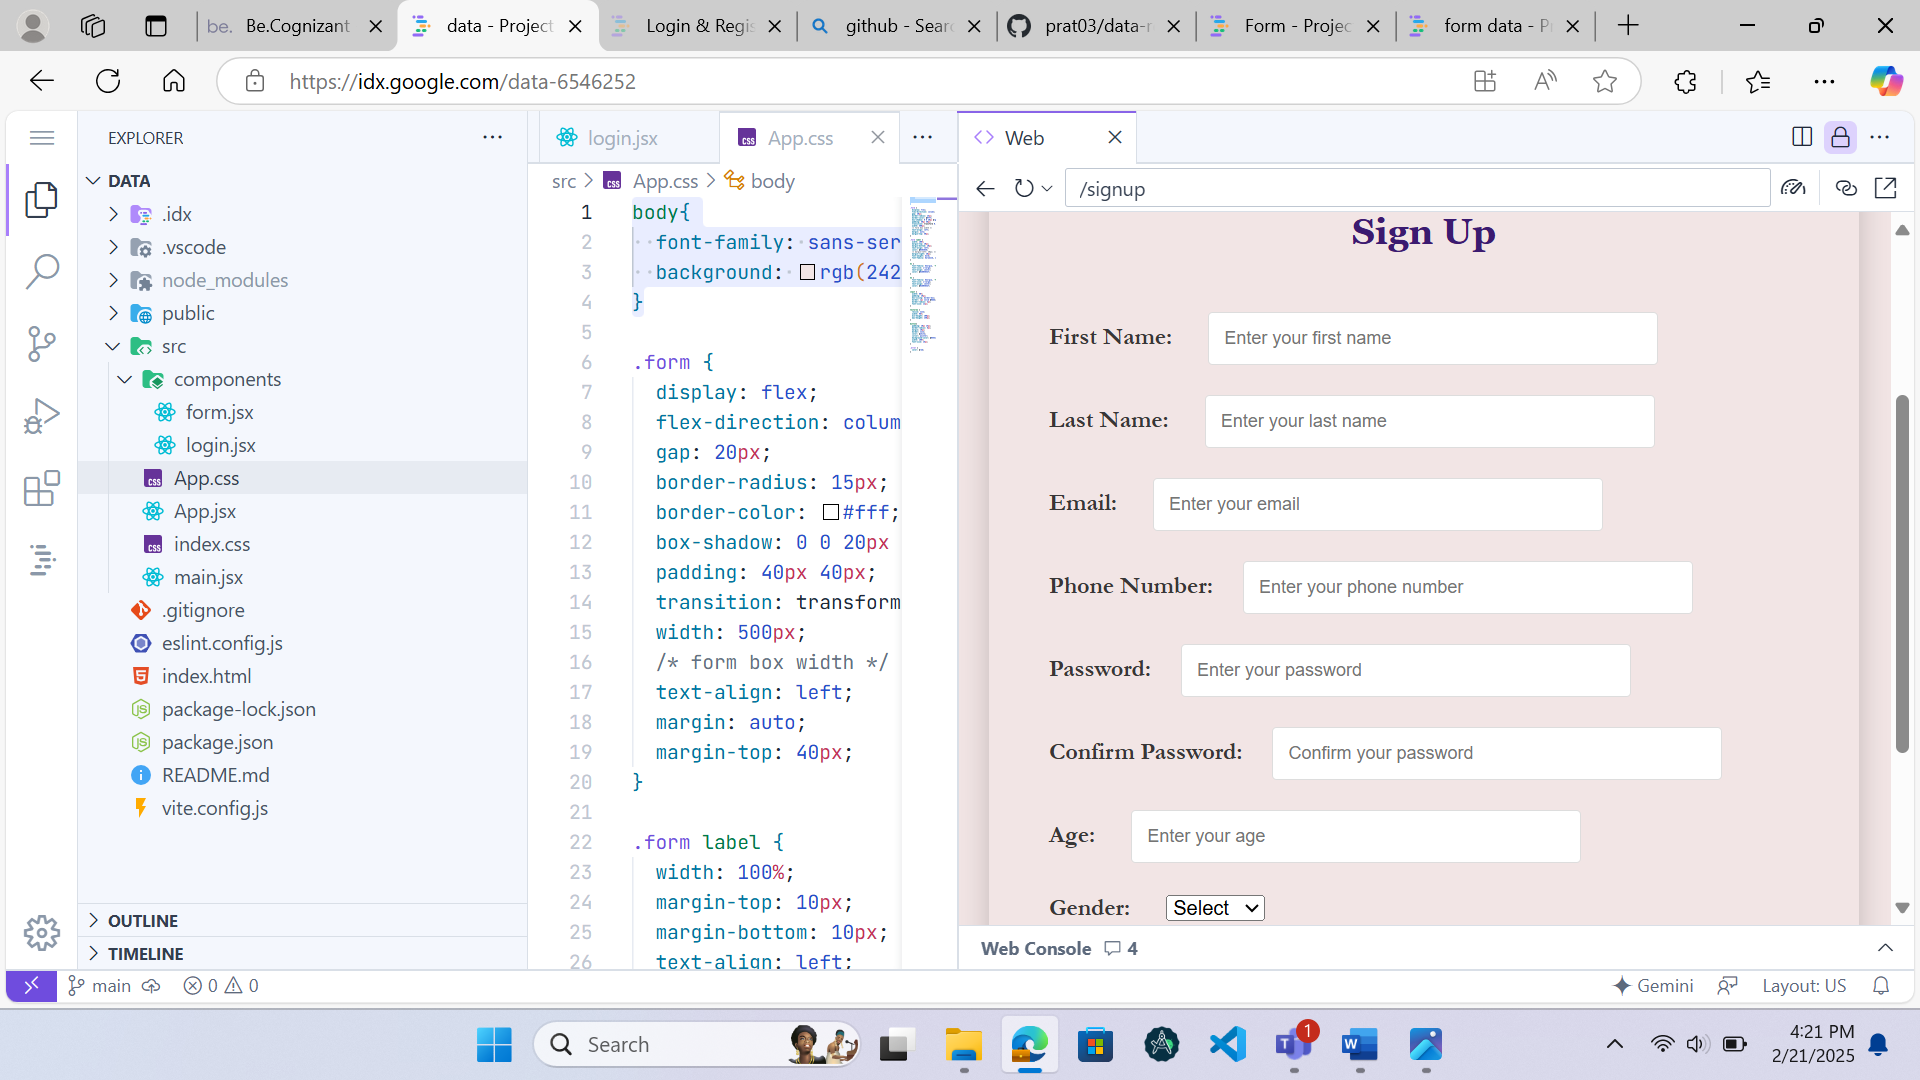 be. Be.Cognizant
data - Project
Login & Regis
github - Searc
prat03/data-r
Form - Projec
form data - P
https://idx.google.com/data-6546252
EXPLORER
DATA
.idx
.vscode
node_modules
public
src
components
form.jsx
login.jsx
App.css
App.jsx
index.css
main.jsx
.gitignore
eslint.config.js
index.html
package-lock.json
package.json
README.md
vite.config.js
OUTLINE
TIMELINE
login.jsx
App.css
src > App.css > body
1 body{
2 font-family: sans-ser
3 background: rgb(242
4 }
5
6 .form {
7 display: flex;
8 flex-direction: colum
9 gap: 20px;
10 border-radius: 15px;
11 border-color: #fff;
12 box-shadow: 0 0 20px
13 padding: 40px 40px;
14 transition: transform
15 width: 500px;
16 /* form box width */
17 text-align: left;
18 margin: auto;
19 margin-top: 40px;
20 }
21
22 .form label {
23 width: 100%;
24 margin-top: 10px;
25 margin-bottom: 10px;
26 text-align: left;
Web
/signup
Sign Up
First Name: Enter your first name
Last Name: Enter your last name
Email: Enter your email
Phone Number: Enter your phone number
Password: Enter your password
Confirm Password: Confirm your password
Age: Enter your age
Gender: Select
Web Console 4
main 0 0
Gemini Layout: US
Search
1
4:21 PM
2/21/2025